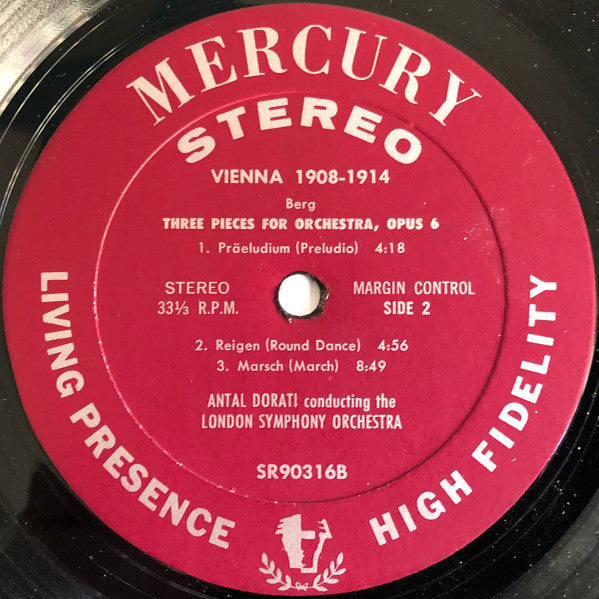 MERCURY
STEREO
VIENNA 1908-1914
Berg
THREE PIECES FOR ORCHESTRA, OPUS 6
1. Präeludium (Preludio) 4:18
STEREO
33⅓ R.P.M.
MARGIN CONTROL
SIDE 2
2. Reigen (Round Dance) 4:56
3. Marsch (March) 8:49
ANTAL DORATI conducting the
LONDON SYMPHONY ORCHESTRA
SR90316B
LIVING PRESENCE
HIGH FIDELITY